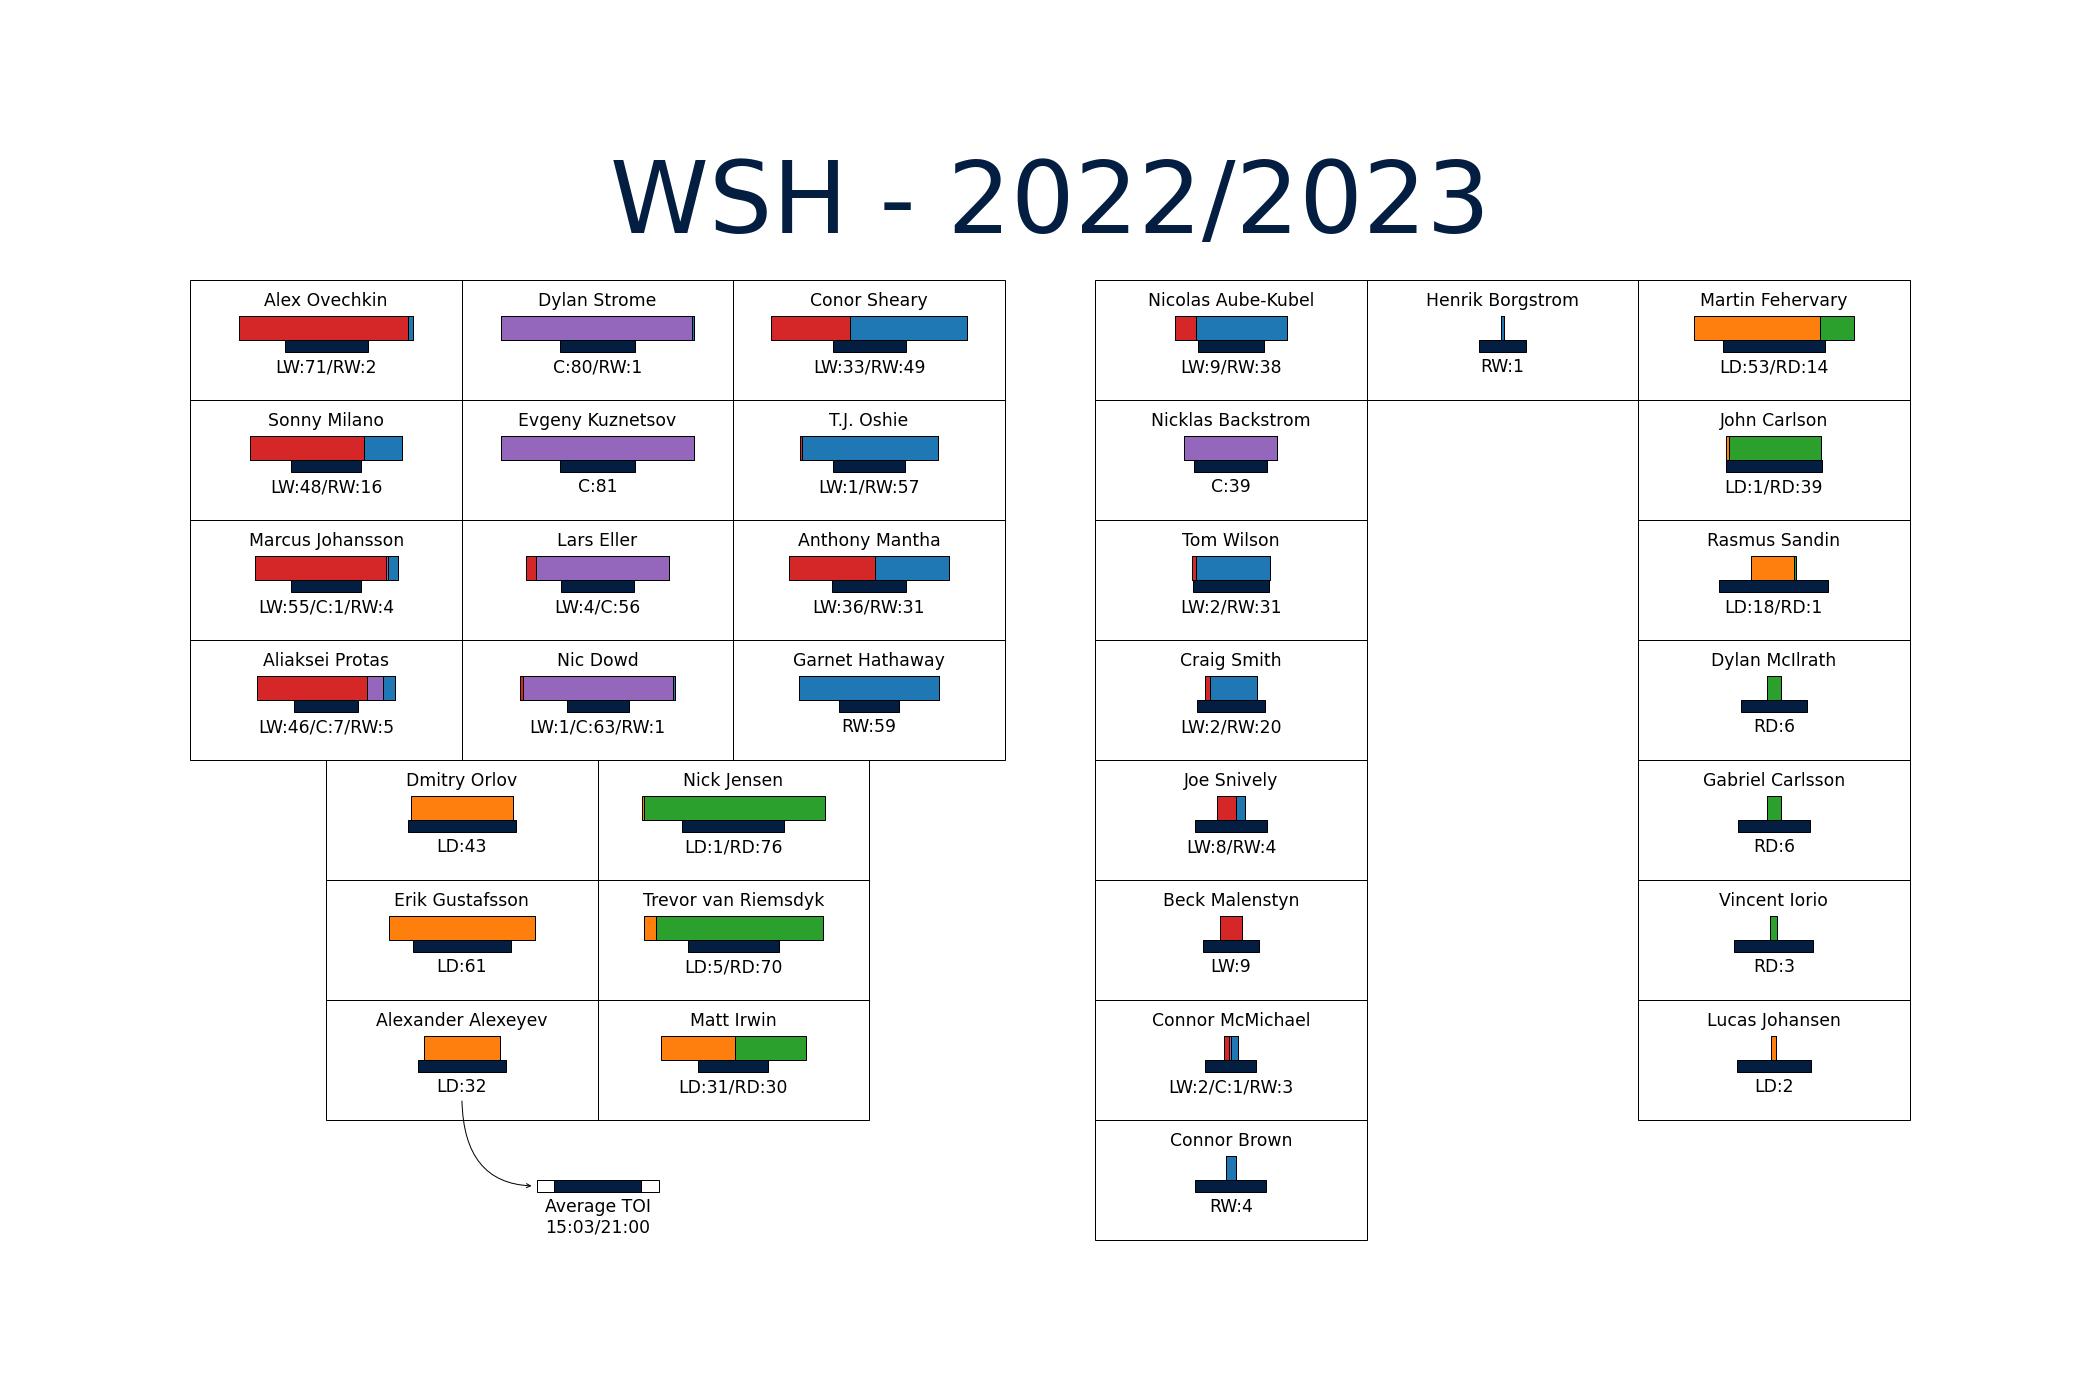 WSH - 2022/2023
Alex Ovechkin
LW:71/RW:2
Dylan Strome
C:80/RW:1
Conor Sheary
LW:33/RW:49
Sonny Milano
LW:48/RW:16
Evgeny Kuznetsov
C:81
T.J. Oshie
LW:1/RW:57
Marcus Johansson
LW:55/C:1/RW:4
Lars Eller
LW:4/C:56
Anthony Mantha
LW:36/RW:31
Aliaksei Protas
LW:46/C:7/RW:5
Nic Dowd
LW:1/C:63/RW:1
Garnet Hathaway
RW:59
Dmitry Orlov
LD:43
Nick Jensen
LD:1/RD:76
Erik Gustafsson
LD:61
Trevor van Riemsdyk
LD:5/RD:70
Alexander Alexeyev
LD:32
Matt Irwin
LD:31/RD:30
Average TOI
15:03/21:00
Nicolas Aube-Kubel
LW:9/RW:38
Henrik Borgstrom
RW:1
Martin Fehervary
LD:53/RD:14
Nicklas Backstrom
C:39
John Carlson
LD:1/RD:39
Tom Wilson
LW:2/RW:31
Rasmus Sandin
LD:18/RD:1
Craig Smith
LW:2/RW:20
Dylan McIlrath
RD:6
Joe Snively
LW:8/RW:4
Gabriel Carlsson
RD:6
Beck Malenstyn
LW:9
Vincent Iorio
RD:3
Connor McMichael
LW:2/C:1/RW:3
Lucas Johansen
LD:2
Connor Brown
RW:4